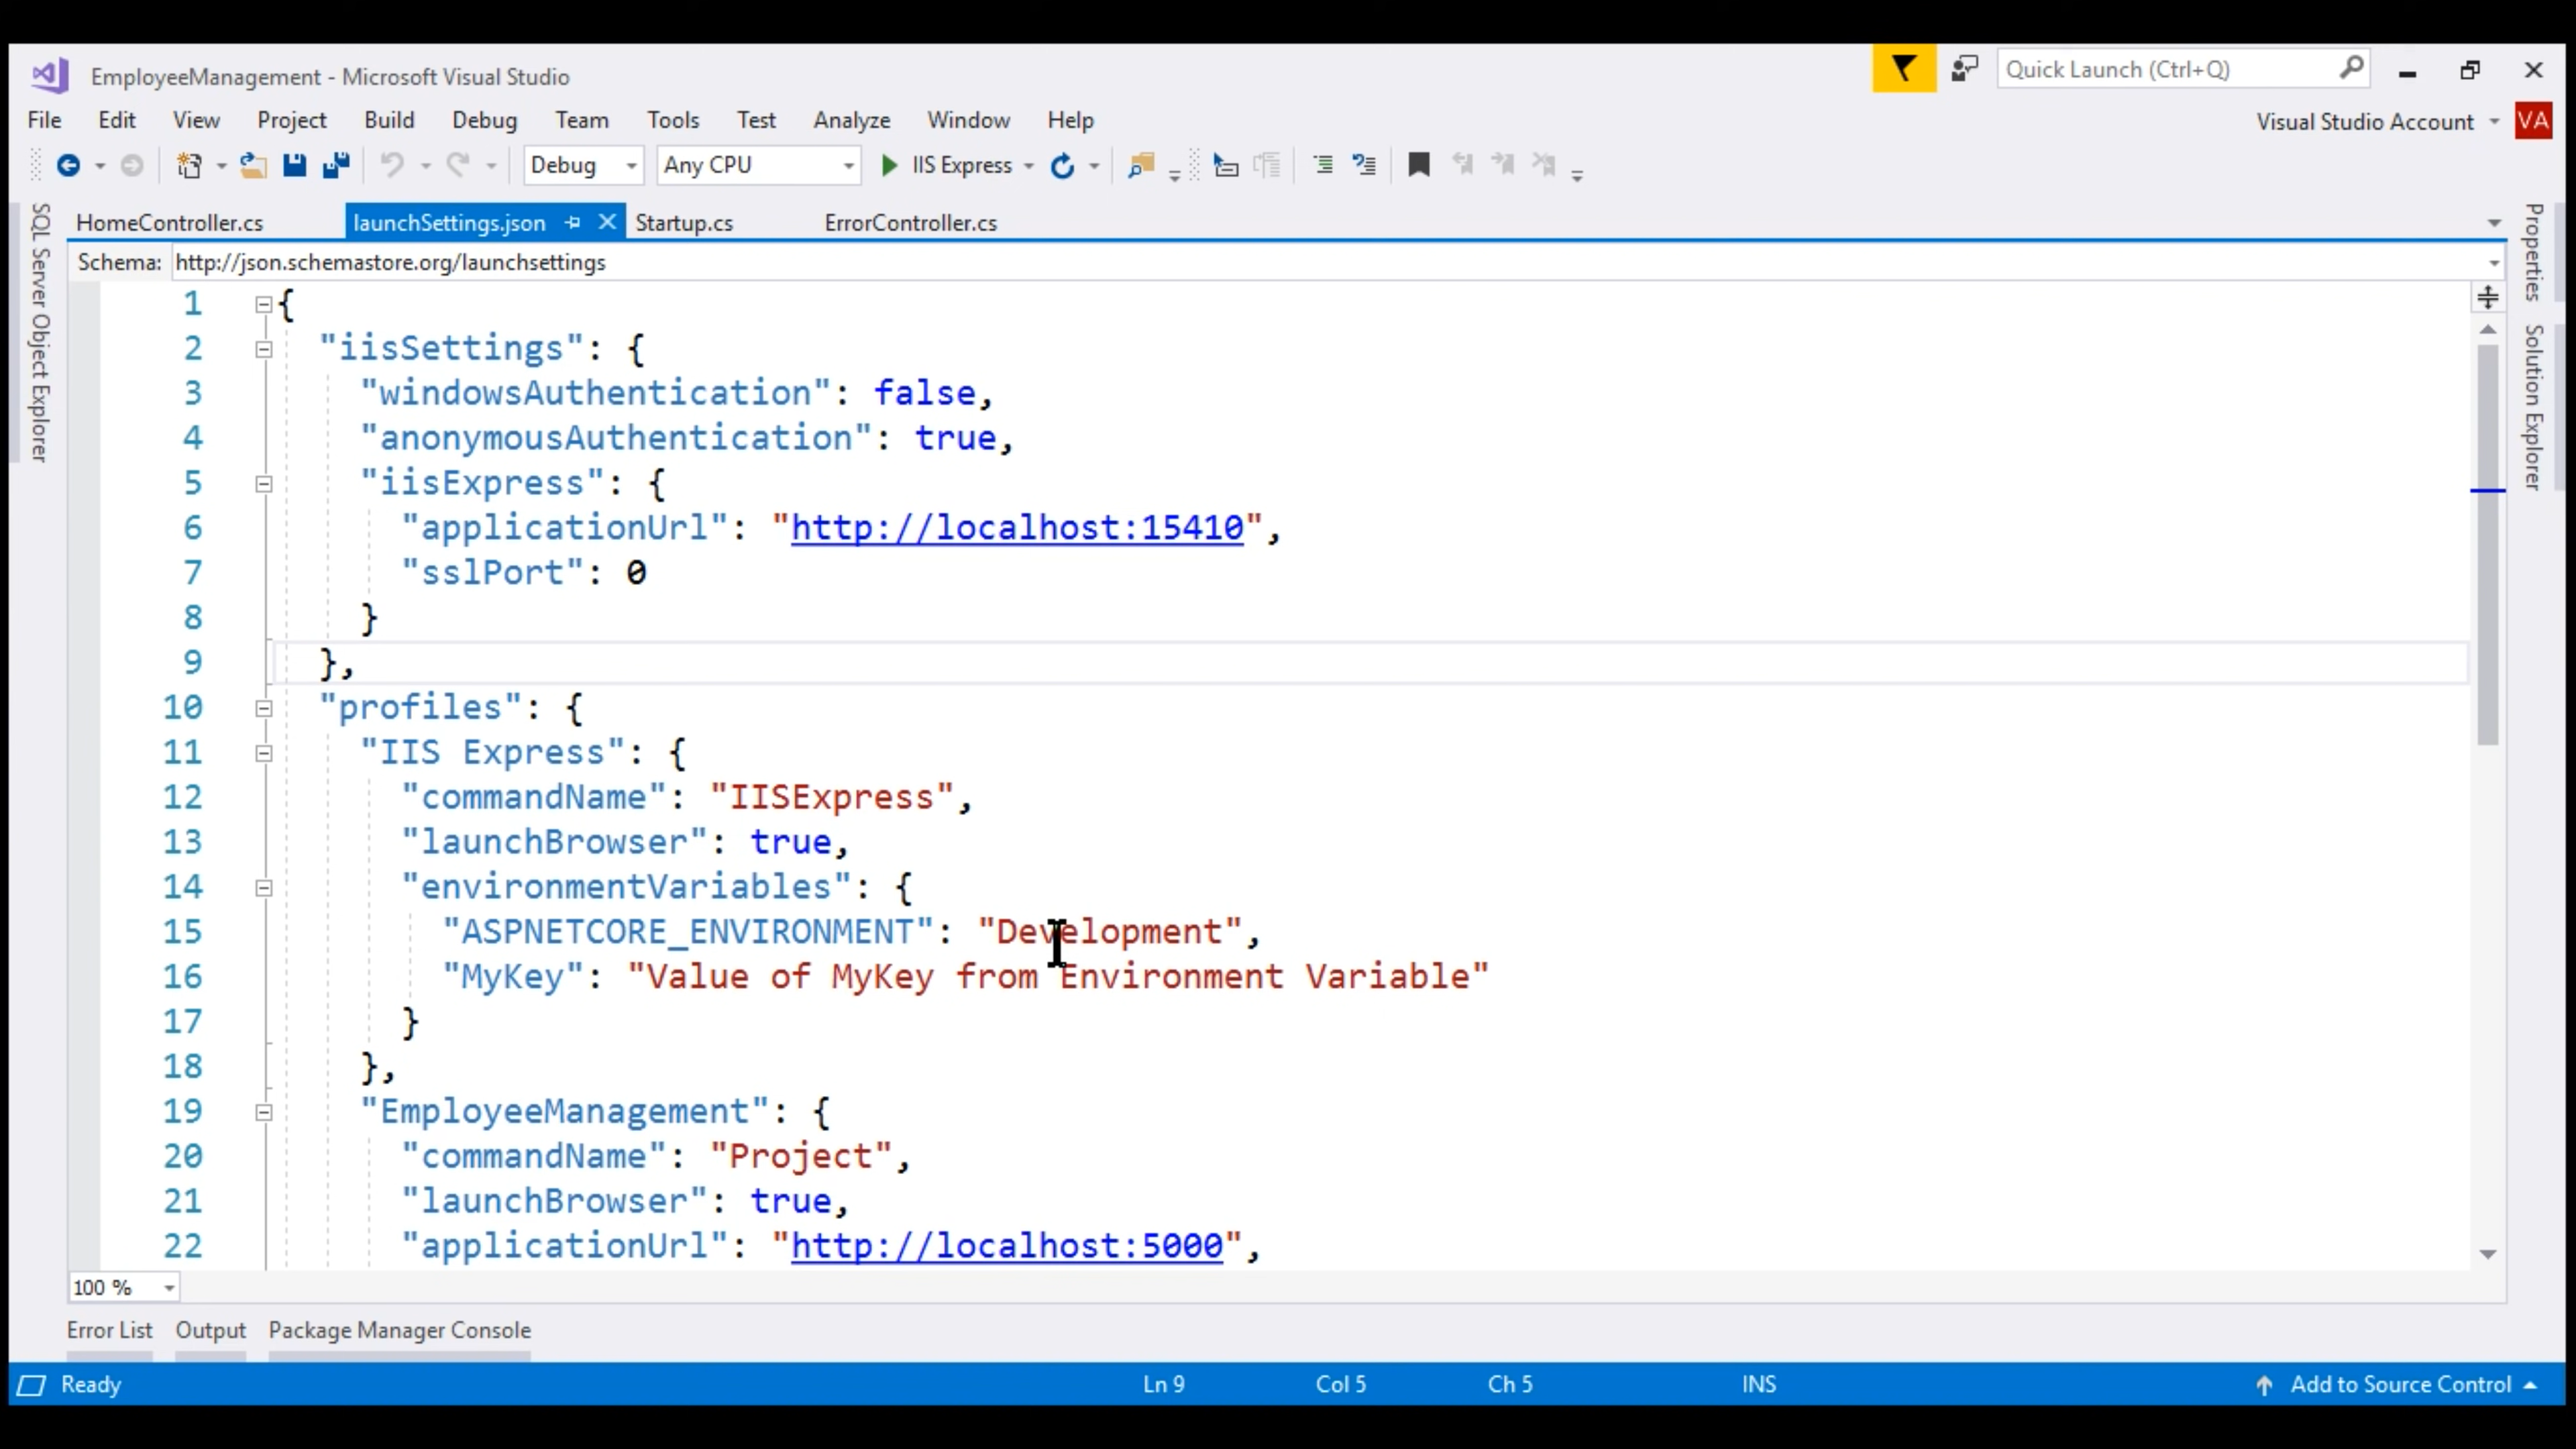 EmployeeManagement - Microsoft Visual Studio
Quick Launch (Ctrl+Q)
File Edit View Project Build Debug Team Tools Test Analyze Window Help
Visual Studio Account VA
Debug Any CPU IIS Express
HomeController.cs launchSettings.json Startup.cs ErrorController.cs
Schema: http://json.schemastore.org/launchsettings
SQL Server Object Explorer
Properties
Solution Explorer
1 {
2 "iisSettings": {
3 "windowsAuthentication": false,
4 "anonymousAuthentication": true,
5 "iisExpress": {
6 "applicationUrl": "http://localhost:15410",
7 "sslPort": 0
8 }
9 },
10 "profiles": {
11 "IIS Express": {
12 "commandName": "IISExpress",
13 "launchBrowser": true,
14 "environmentVariables": {
15 "ASPNETCORE_ENVIRONMENT": "Development",
16 "MyKey": "Value of MyKey from Environment Variable"
17 }
18 },
19 "EmployeeManagement": {
20 "commandName": "Project",
21 "launchBrowser": true,
22 "applicationUrl": "http://localhost:5000",
100 %
Error List Output Package Manager Console
Ready Ln 9 Col 5 Ch 5 INS Add to Source Control